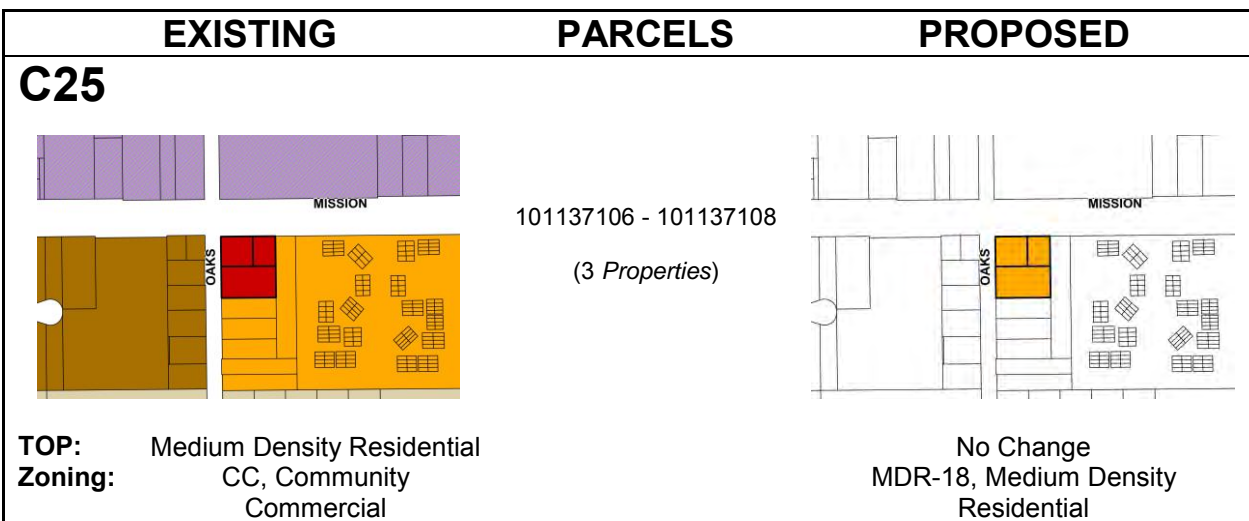 EXISTING PARCELS PROPOSED
C25
MISSION
OAKS
101137106 - 101137108
(3 Properties)
MISSION
OAKS
TOP: Medium Density Residential No Change
Zoning: CC, Community MDR-18, Medium Density
Commercial Residential